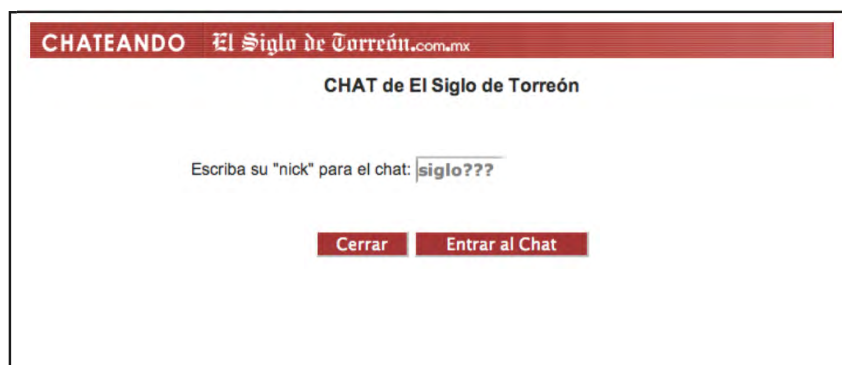 CHATEANDO El Siglo de Torreón.com.mx
CHAT de El Siglo de Torreón
Escriba su "nick" para el chat: siglo???
Cerrar Entrar al Chat